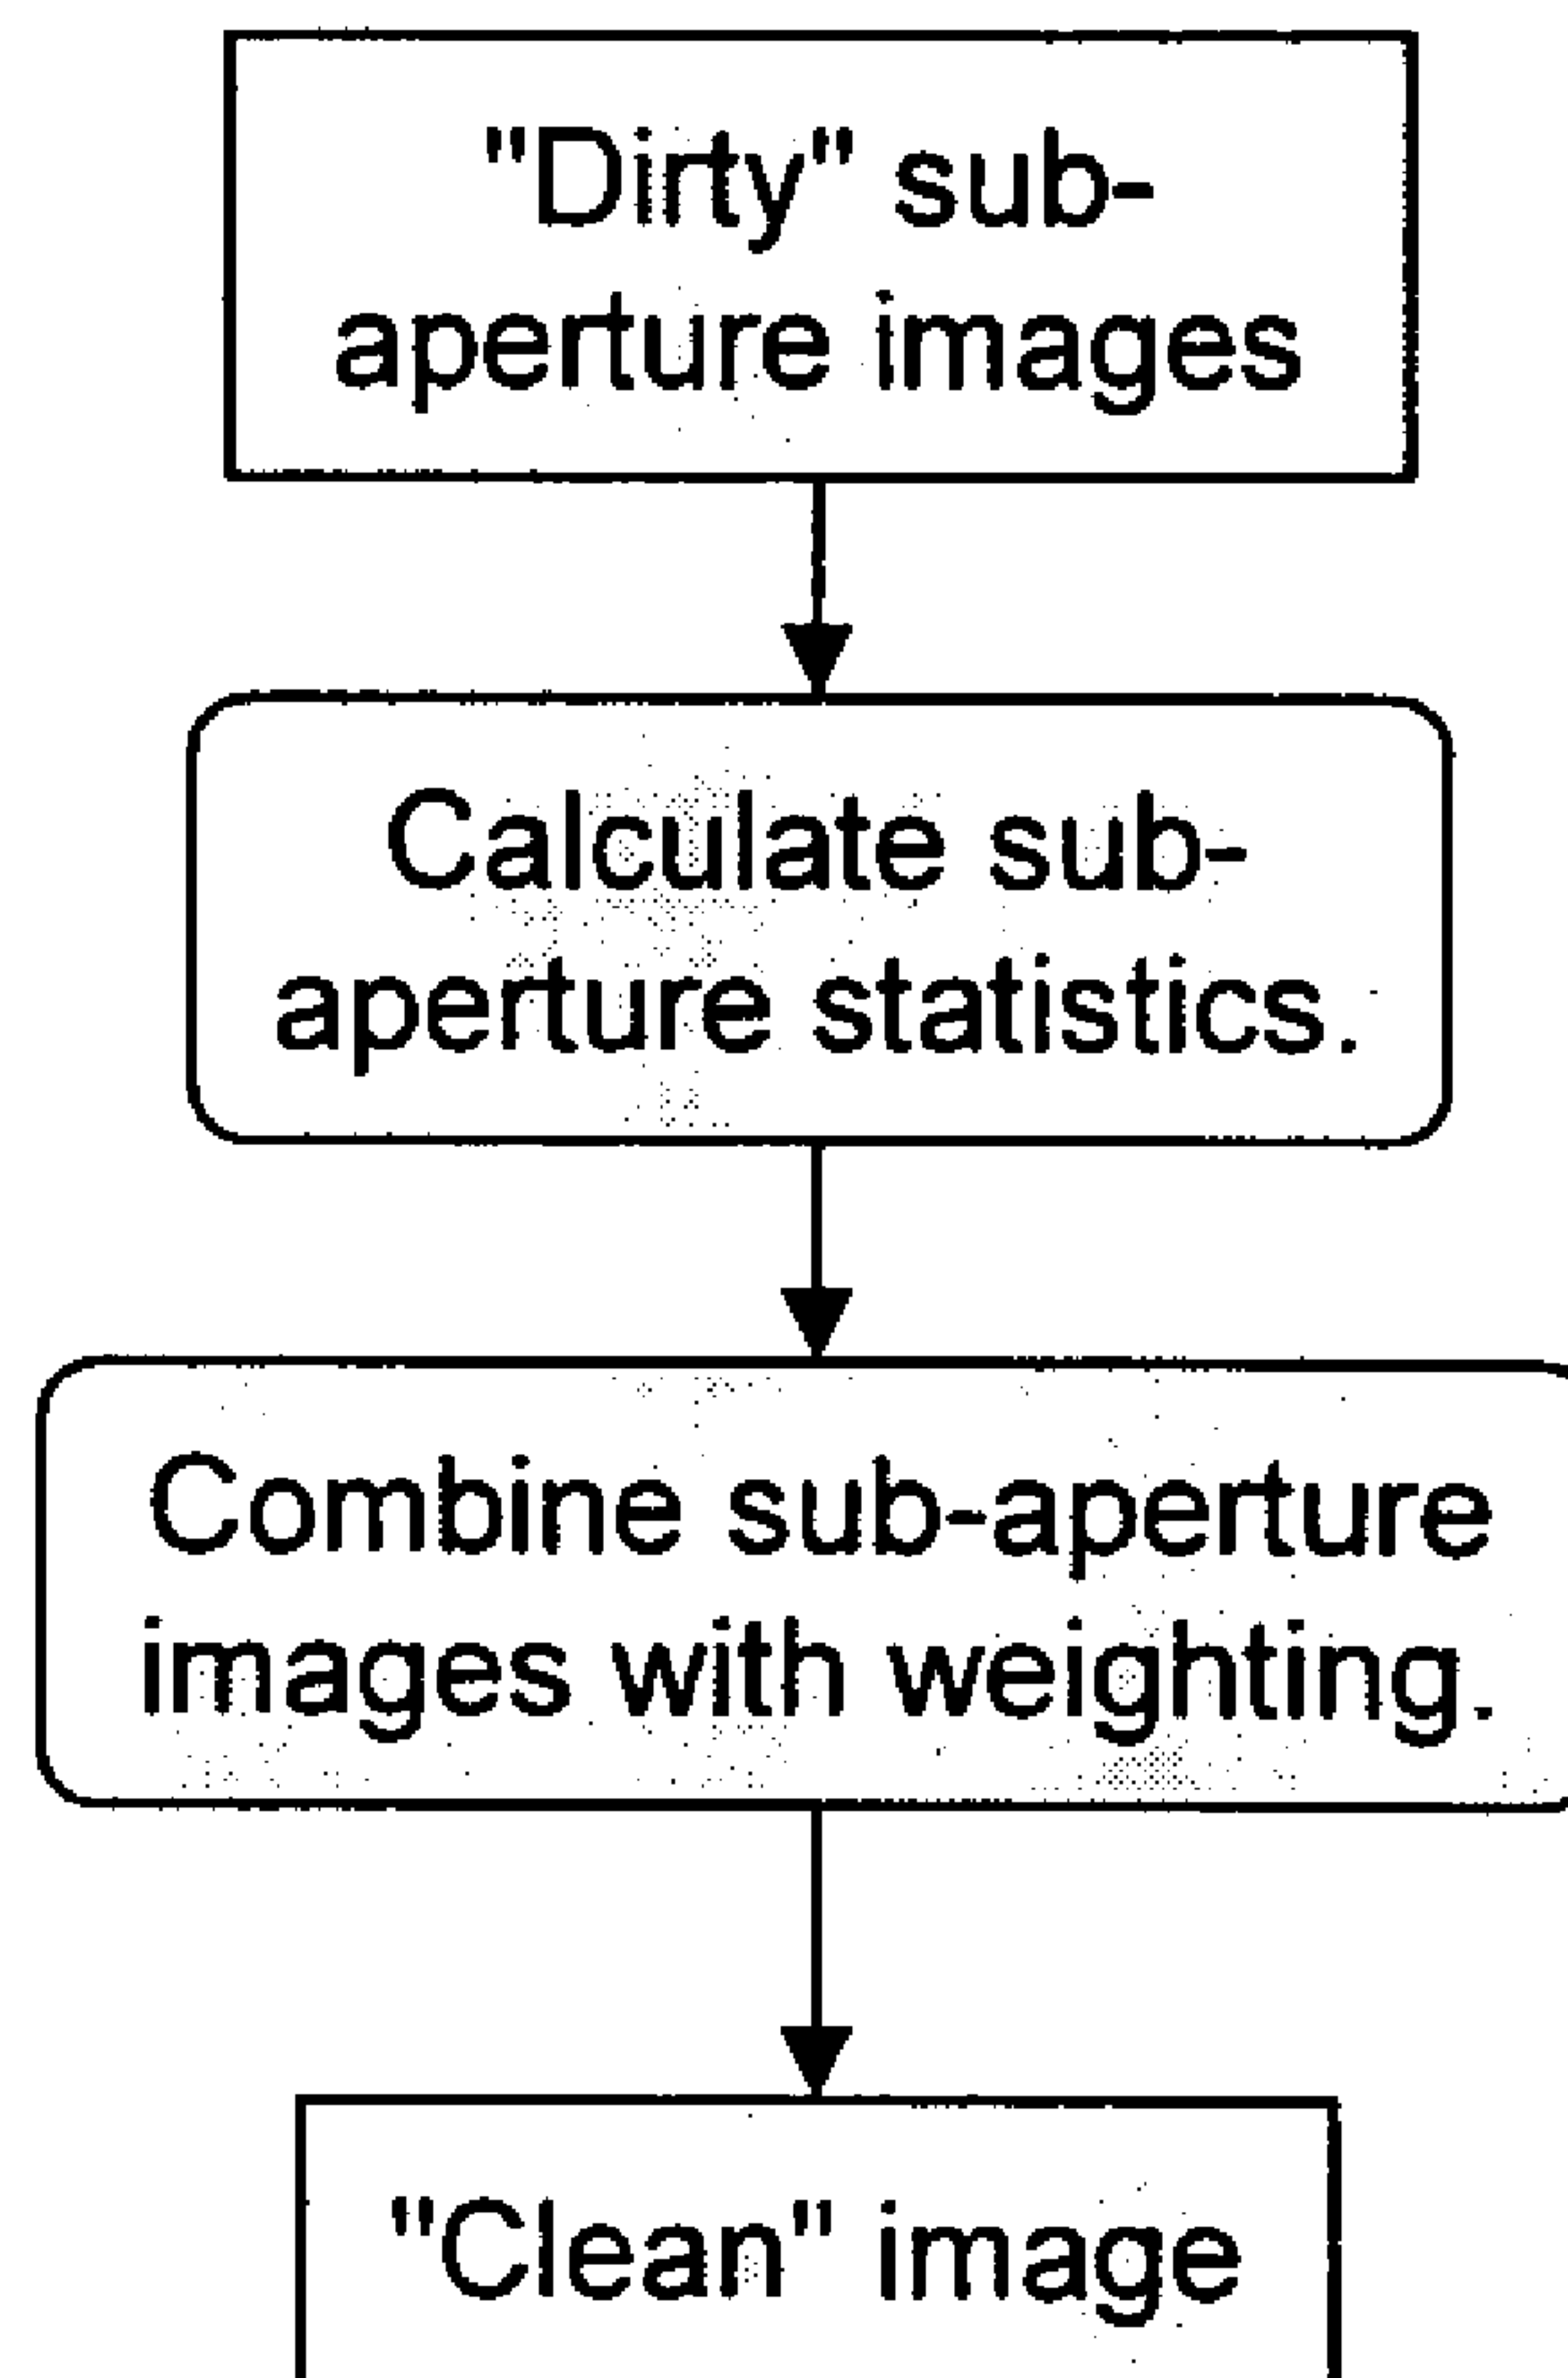 "Dirty" sub-
aperture images
Calculate sub-
aperture statistics.
Combine sub-aperture
images with weighting.
"Clean" image